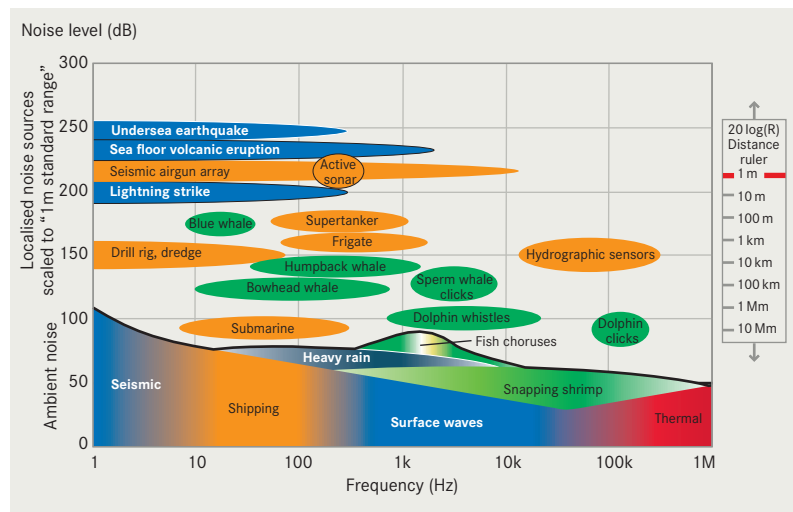 Noise level (dB)
Localised noise sources
scaled to “1m standard range”
Ambient noise
300
250
200
150
100
50
0
Undersea earthquake
Sea floor volcanic eruption
Seismic airgun array
Active
sonar
Lightning strike
Blue whale
Supertanker
Frigate
Drill rig, dredge
Hydrographic sensors
Humpback whale
Bowhead whale
Sperm whale
clicks
Dolphin whistles
Submarine
Dolphin
clicks
Fish choruses
Heavy rain
Seismic
Snapping shrimp
Shipping
Surface waves
Thermal
1
10
100
1k
10k
100k
1M
Frequency (Hz)
20 log(R)
Distance
ruler
1 m
10 m
100 m
1 km
10 km
100 km
1 Mm
10 Mm